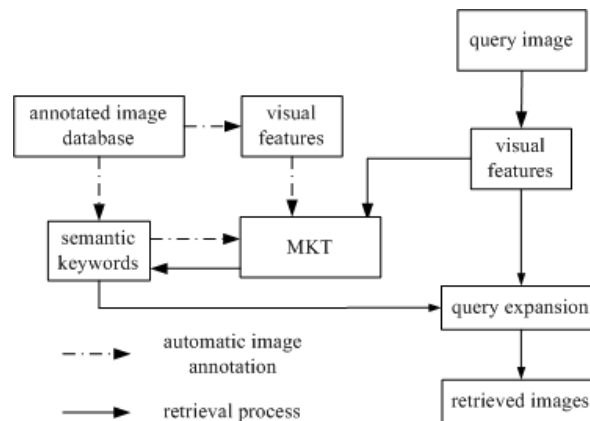 query image
annotated image
database
visual
features
visual
features
semantic
keywords
MKT
query expansion
automatic image
annotation
retrieved images
retrieval process